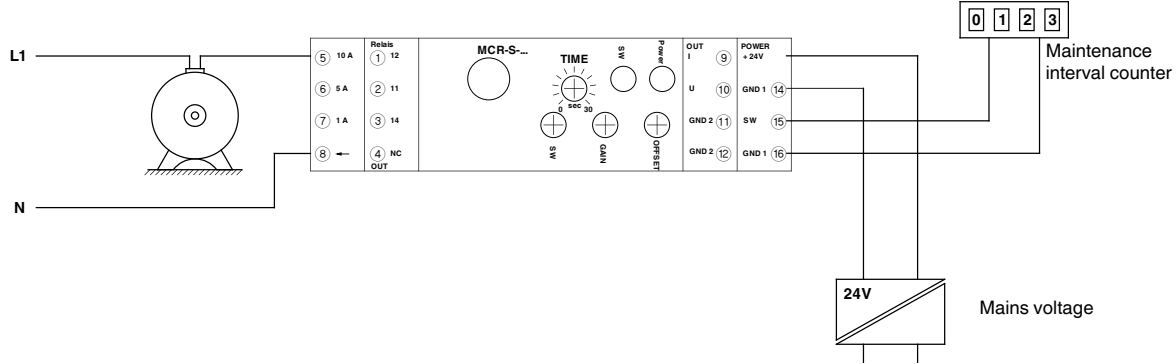 0 1 2 3
Maintenance
interval counter
L1
N
5 10 A
6 5 A
7 1 A
8 ←
Relais
1 12
2 11
3 14
4 NC
OUT
MCR-S-...
TIME
0 sec 30
SW
Power
SW
GAIN
OFFSET
OUT
I 9
U 10
GND 2 11
GND 2 12
POWER
+ 24V
GND 1 14
SW 15
GND 1 16
24V
Mains voltage